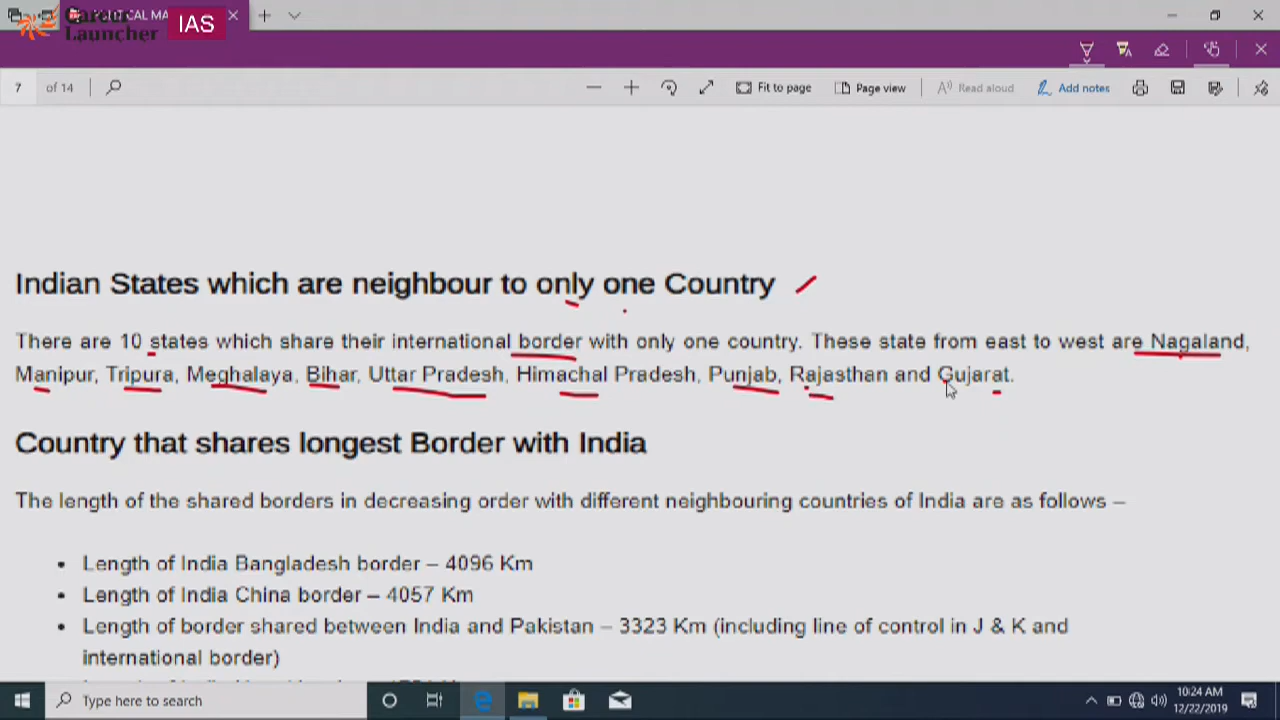 Career
Launcher
IAS
7 of 14
Fit to page
Page view
Read aloud
Add notes
Indian States which are neighbour to only one Country
There are 10 states which share their international border with only one country. These state from east to west are Nagaland,
Manipur, Tripura, Meghalaya, Bihar, Uttar Pradesh, Himachal Pradesh, Punjab, Rajasthan and Gujarat.
Country that shares longest Border with India
The length of the shared borders in decreasing order with different neighbouring countries of India are as follows –
• Length of India Bangladesh border – 4096 Km
• Length of India China border – 4057 Km
• Length of border shared between India and Pakistan – 3323 Km (including line of control in J & K and
international border)
Type here to search
10:24 AM
12/22/2019